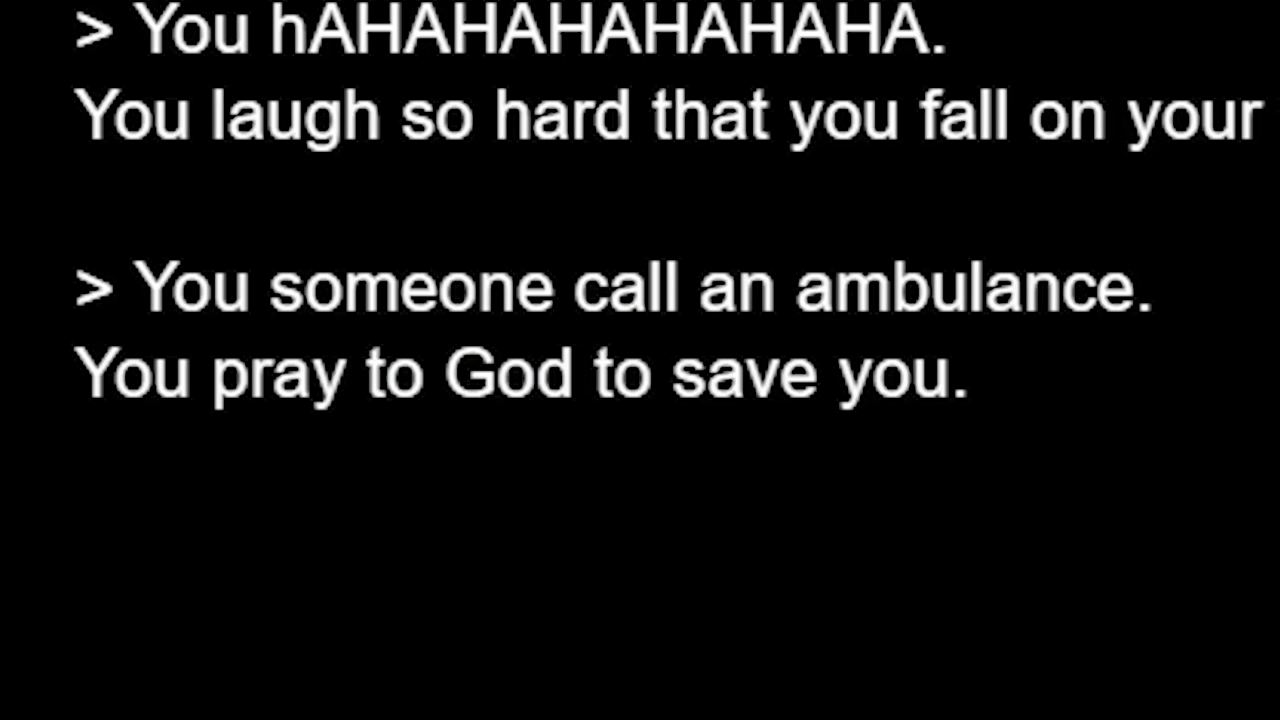 > You hAHAHAHAHAHAHA.
You laugh so hard that you fall on your
> You someone call an ambulance.
You pray to God to save you.